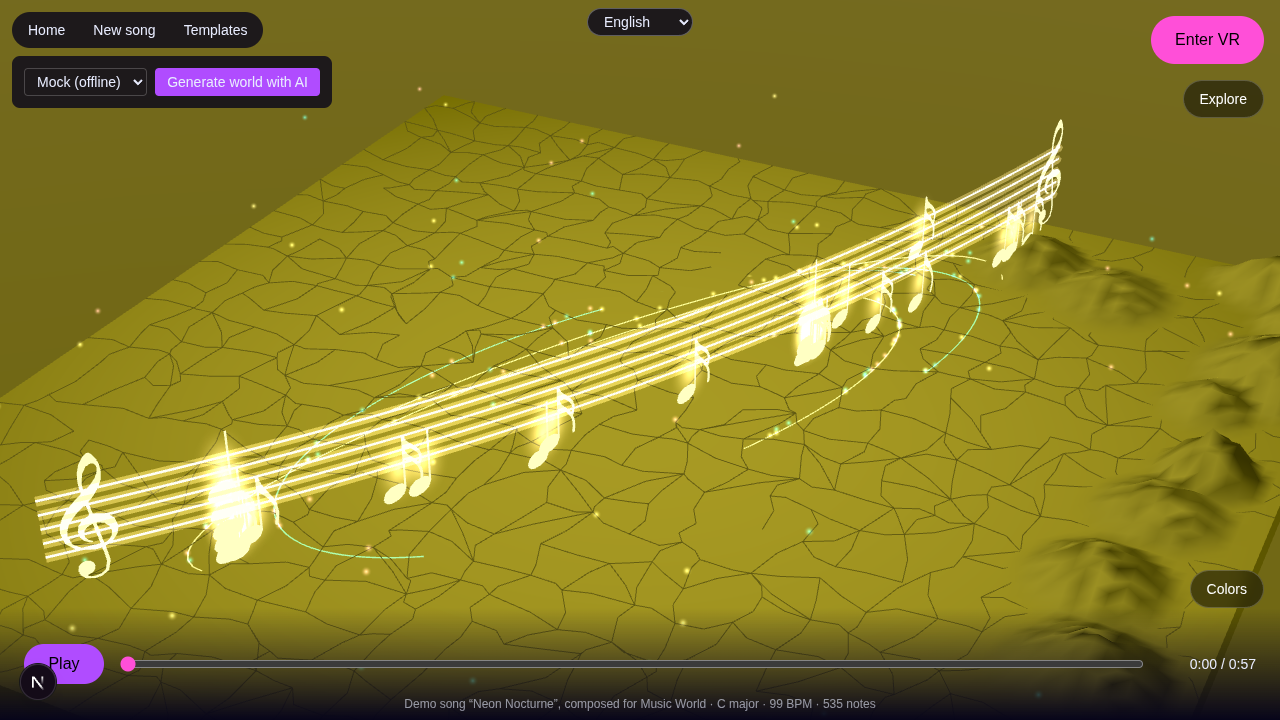 Home New song Templates
English
Enter VR
Mock (offline) Generate world with AI
Explore
Colors
Play
0:00 / 0:57
N
Demo song “Neon Nocturne”, composed for Music World · C major · 99 BPM · 535 notes